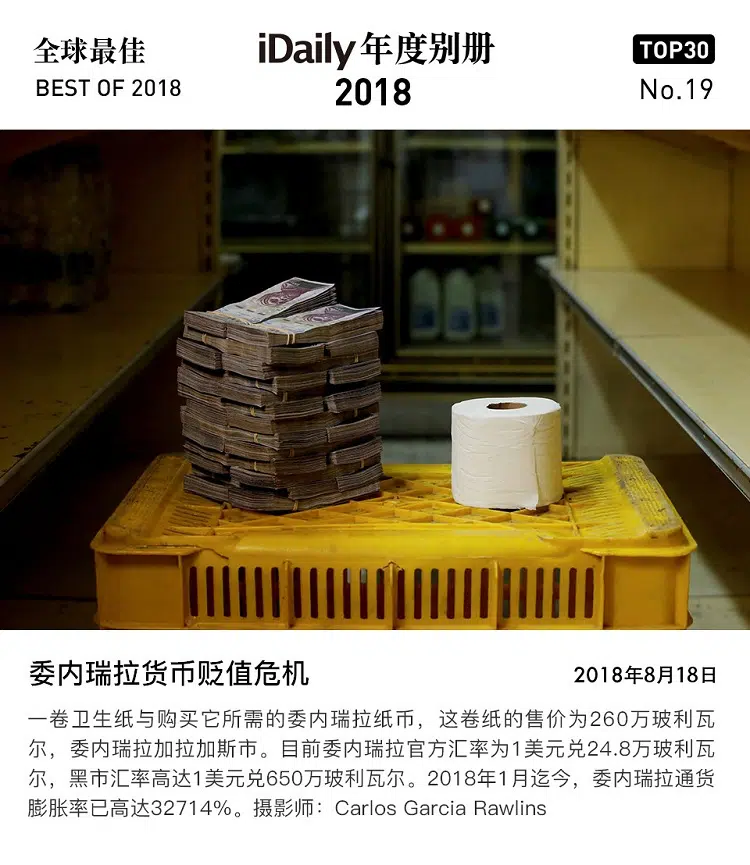 全球最佳
BEST OF 2018
iDaily 年度别册
2018
TOP30
No.19
委内瑞拉货币贬值危机
2018年8月18日
一卷卫生纸与购买它所需的委内瑞拉纸币，这卷纸的售价为260万玻利瓦
尔，委内瑞拉加拉加斯市。目前委内瑞拉官方汇率为1美元兑24.8万玻利瓦
尔，黑市汇率高达1美元兑650万玻利瓦尔。2018年1月迄今，委内瑞拉通货
膨胀率已高达32714%。摄影师：Carlos Garcia Rawlins